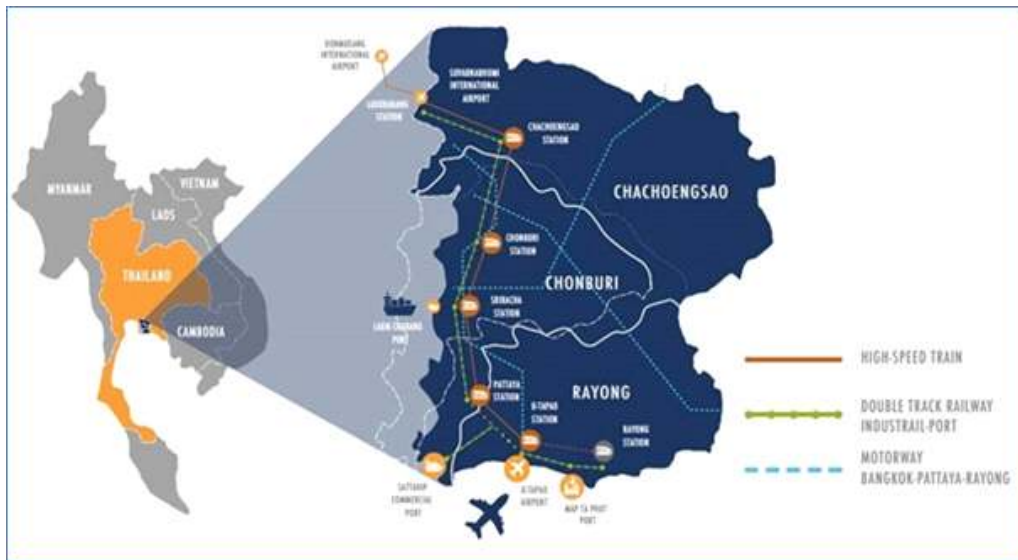 DONMUEANG
INTERNATIONAL
AIRPORT
SUVARNABHUMI
INTERNATIONAL
AIRPORT
LADKRABANG
STATION
CHACHOENGSAO
STATION
CHACHOENGSAO
MYANMAR
VIETNAM
LAOS
THAILAND
CAMBODIA
CHONBURI
STATION
CHONBURI
SRIRACHA
STATION
LAEM CHABANG
PORT
PATTAYA
STATION
RAYONG
U-TAPAO
STATION
RAYONG
STATION
SATTAHIP
COMMERCIAL
PORT
U-TAPAO
AIRPORT
MAP TA PHUT
PORT
HIGH-SPEED TRAIN
DOUBLE TRACK RAILWAY
INDUSTRAIL-PORT
MOTORWAY
BANGKOK-PATTAYA-RAYONG